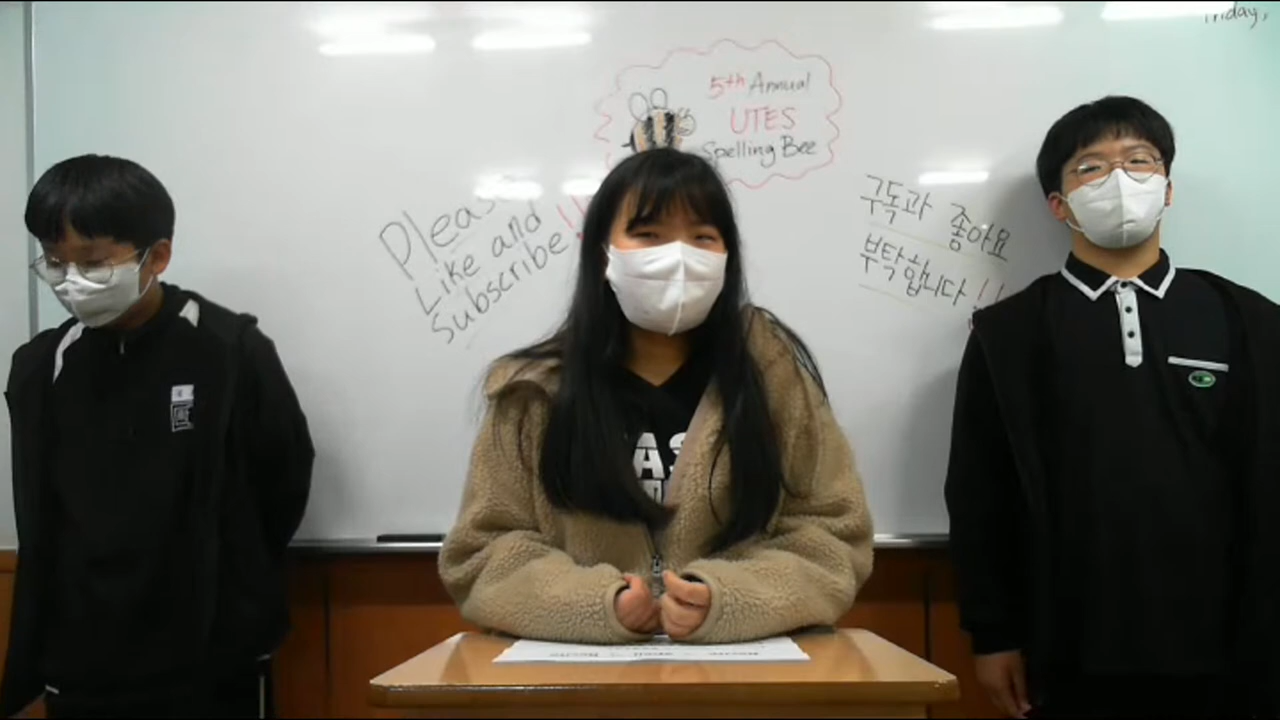 Friday,
5th Annual
UTES
Spelling Bee
Please
Like and
Subscribe!!
구독과 좋아요
부탁합니다!!